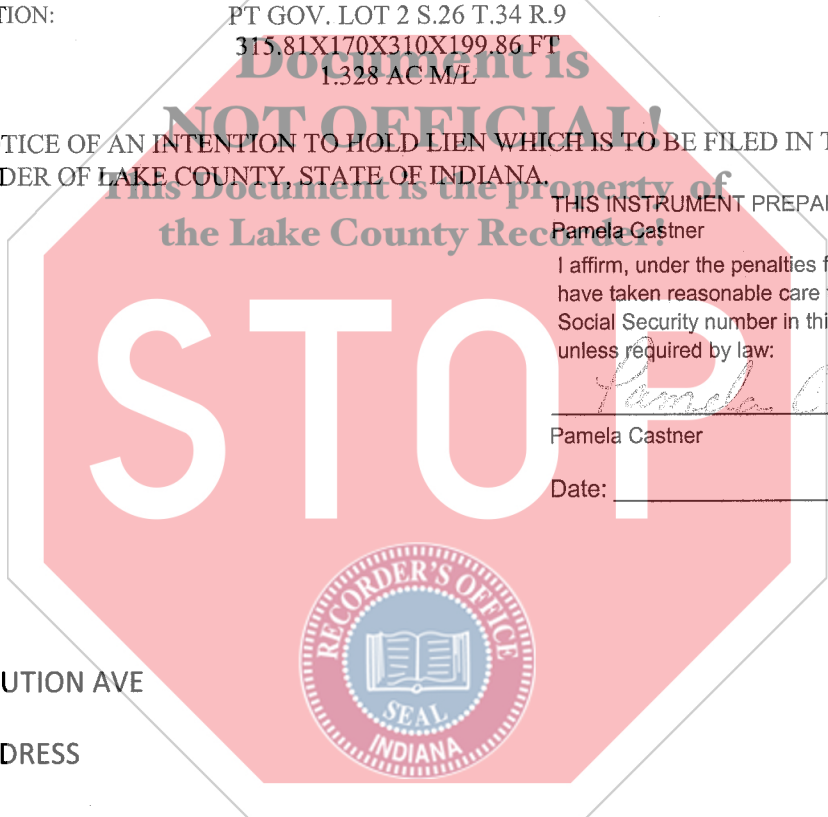 TION: PT GOV. LOT 2 S.26 T.34 R.9
315.81X170X310X199.86 FT
1.328 AC M/L
Document is
NOT OFFICIAL!
This Document is the property of
the Lake County Recorder!
TICE OF AN INTENTION TO HOLD LIEN WHICH IS TO BE FILED IN T
DER OF LAKE COUNTY, STATE OF INDIANA.
THIS INSTRUMENT PREPA
Pamela Castner
I affirm, under the penalties f
have taken reasonable care
Social Security number in thi
unless required by law:
Pamela C
Pamela Castner
Date:
STOP
RECORDER'S OFFICE
SEAL
INDIANA
UTION AVE
DRESS